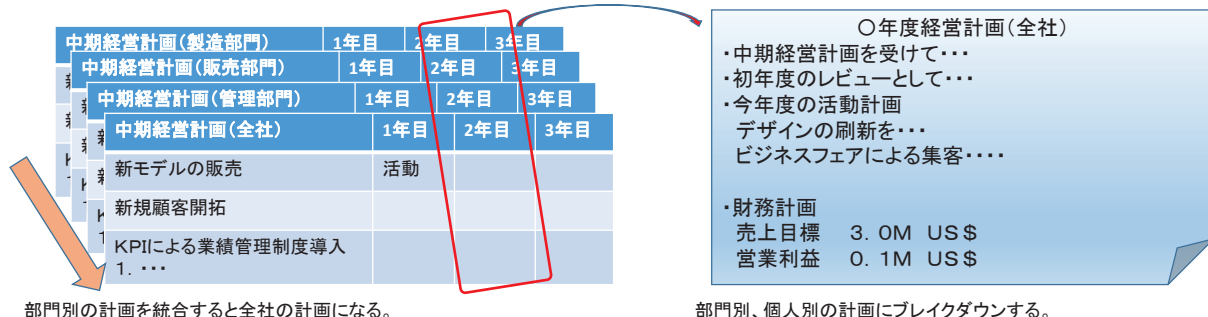 中期経営計画(製造部門) 1年目 2年目 3年目
中期経営計画(販売部門) 1年目 2年目 3年目
中期経営計画(管理部門) 1年目 2年目 3年目
中期経営計画(全社) 1年目 2年目 3年目
新モデルの販売 活動
新規顧客開拓
KPIによる業績管理制度導入
1. ・・・
部門別の計画を統合すると全社の計画になる。
〇年度経営計画(全社)
・中期経営計画を受けて・・・
・初年度のレビューとして・・・
・今年度の活動計画
デザインの刷新を・・・
ビジネスフェアによる集客・・・・
・財務計画
売上目標 3.0M US$
営業利益 0.1M US$
部門別、個人別の計画にブレイクダウンする。